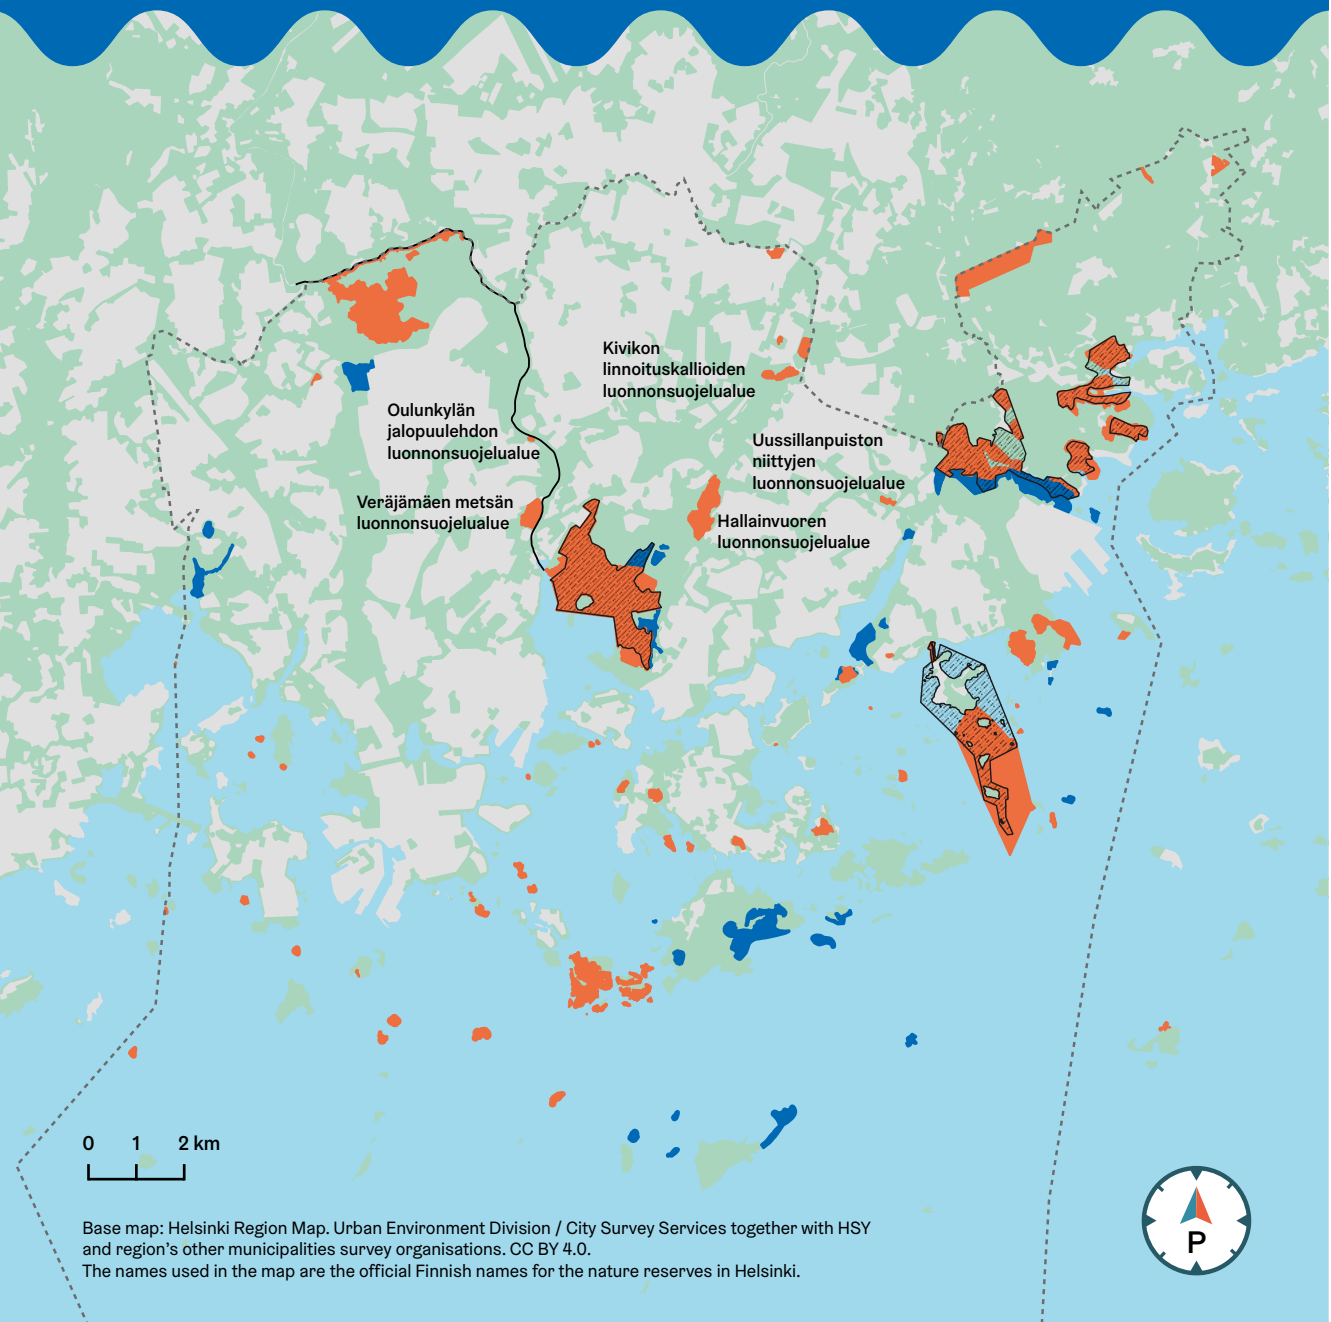 Kivikon
linnoituskallioiden
luonnonsuojelualue
Oulunkylän
jalopuulehdon
luonnonsuojelualue
Uussillanpuiston
niittyjen
luonnonsuojelualue
Veräjämäen metsän
luonnonsuojelualue
Hallainvuoren
luonnonsuojelualue
0 1 2 km
Base map: Helsinki Region Map. Urban Environment Division / City Survey Services together with HSY
and region’s other municipalities survey organisations. CC BY 4.0.
The names used in the map are the official Finnish names for the nature reserves in Helsinki.
P